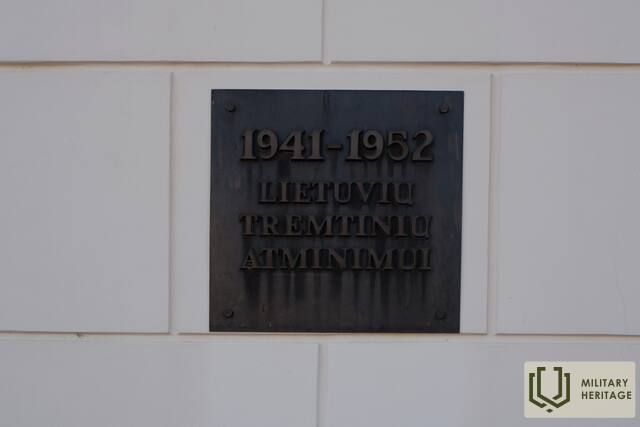 1941-1952
LIETUVIŲ
TREMTINIŲ
ATMINIMUI
MILITARY
HERITAGE